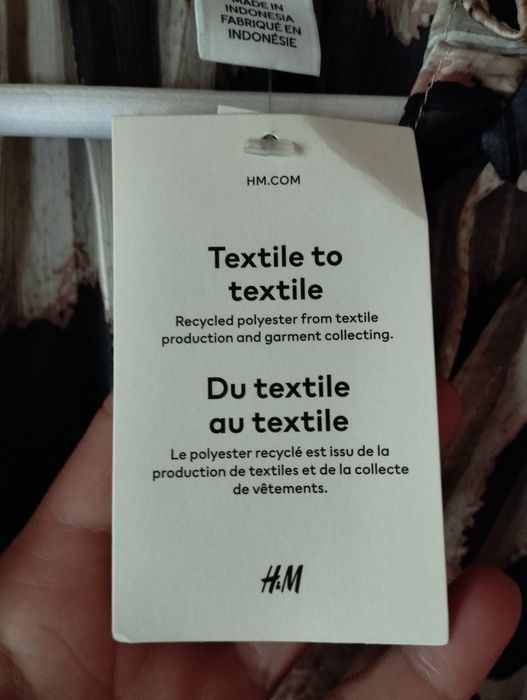 MADE IN
INDONESIA
FABRIQUÉ EN
INDONÉSIE
HM.COM
Textile to
textile
Recycled polyester from textile
production and garment collecting.
Du textile
au textile
Le polyester recyclé est issu de la
production de textiles et de la collecte
de vêtements.
H&M